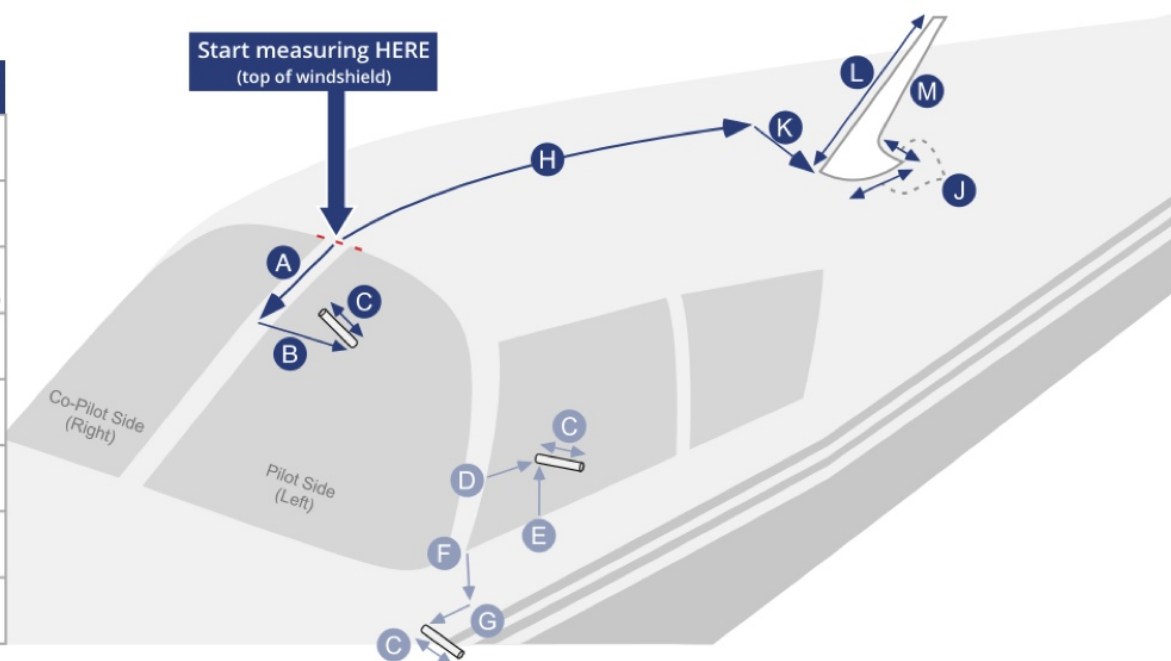 Start measuring HERE
(top of windshield)
L
M
K
H
J
A
C
B
Co-Pilot Side
(Right)
C
D
Pilot Side
(Left)
E
F
G
C